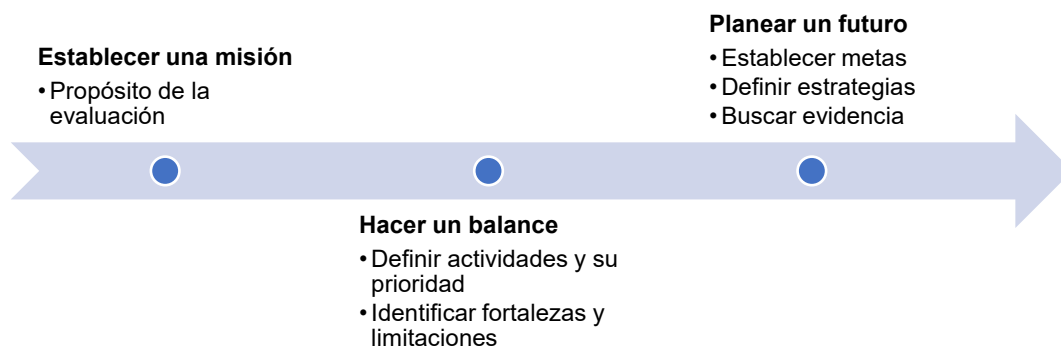 Establecer una misión
• Propósito de la
evaluación
Hacer un balance
• Definir actividades y su
prioridad
• Identificar fortalezas y
limitaciones
Planear un futuro
• Establecer metas
• Definir estrategias
• Buscar evidencia